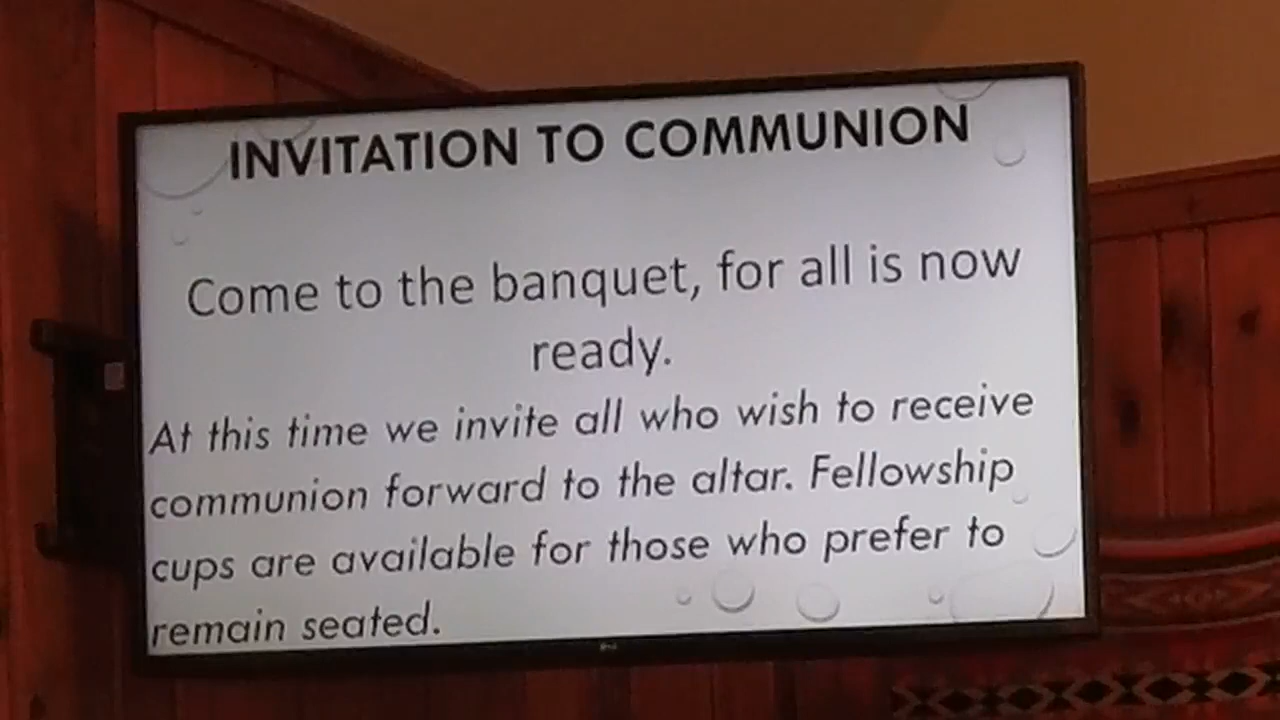 INVITATION TO COMMUNION
Come to the banquet, for all is now
ready.
At this time we invite all who wish to receive
communion forward to the altar. Fellowship
cups are available for those who prefer to
remain seated.